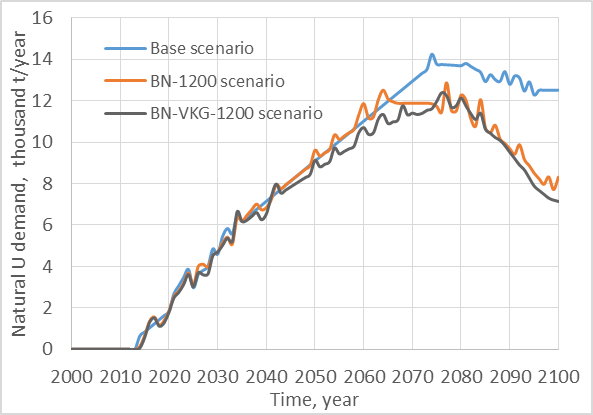 16
14
12
10
8
6
4
2
0
Natural U demand, thousand t/year
Base scenario
BN-1200 scenario
BN-VKG-1200 scenario
2000 2010 2020 2030 2040 2050 2060 2070 2080 2090 2100
Time, year